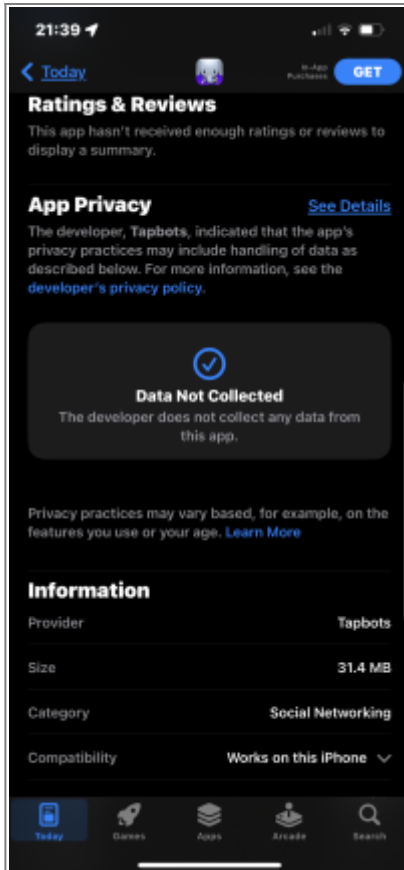 21:39
Today
In-App
Purchases
GET
Ratings & Reviews
This app hasn't received enough ratings or reviews to
display a summary.
App Privacy
See Details
The developer, Tapbots, indicated that the app's
privacy practices may include handling of data as
described below. For more information, see the
developer's privacy policy.
Data Not Collected
The developer does not collect any data from
this app.
Privacy practices may vary based, for example, on the
features you use or your age. Learn More
Information
Provider Tapbots
Size 31.4 MB
Category Social Networking
Compatibility Works on this iPhone
Today Games Apps Arcade Search